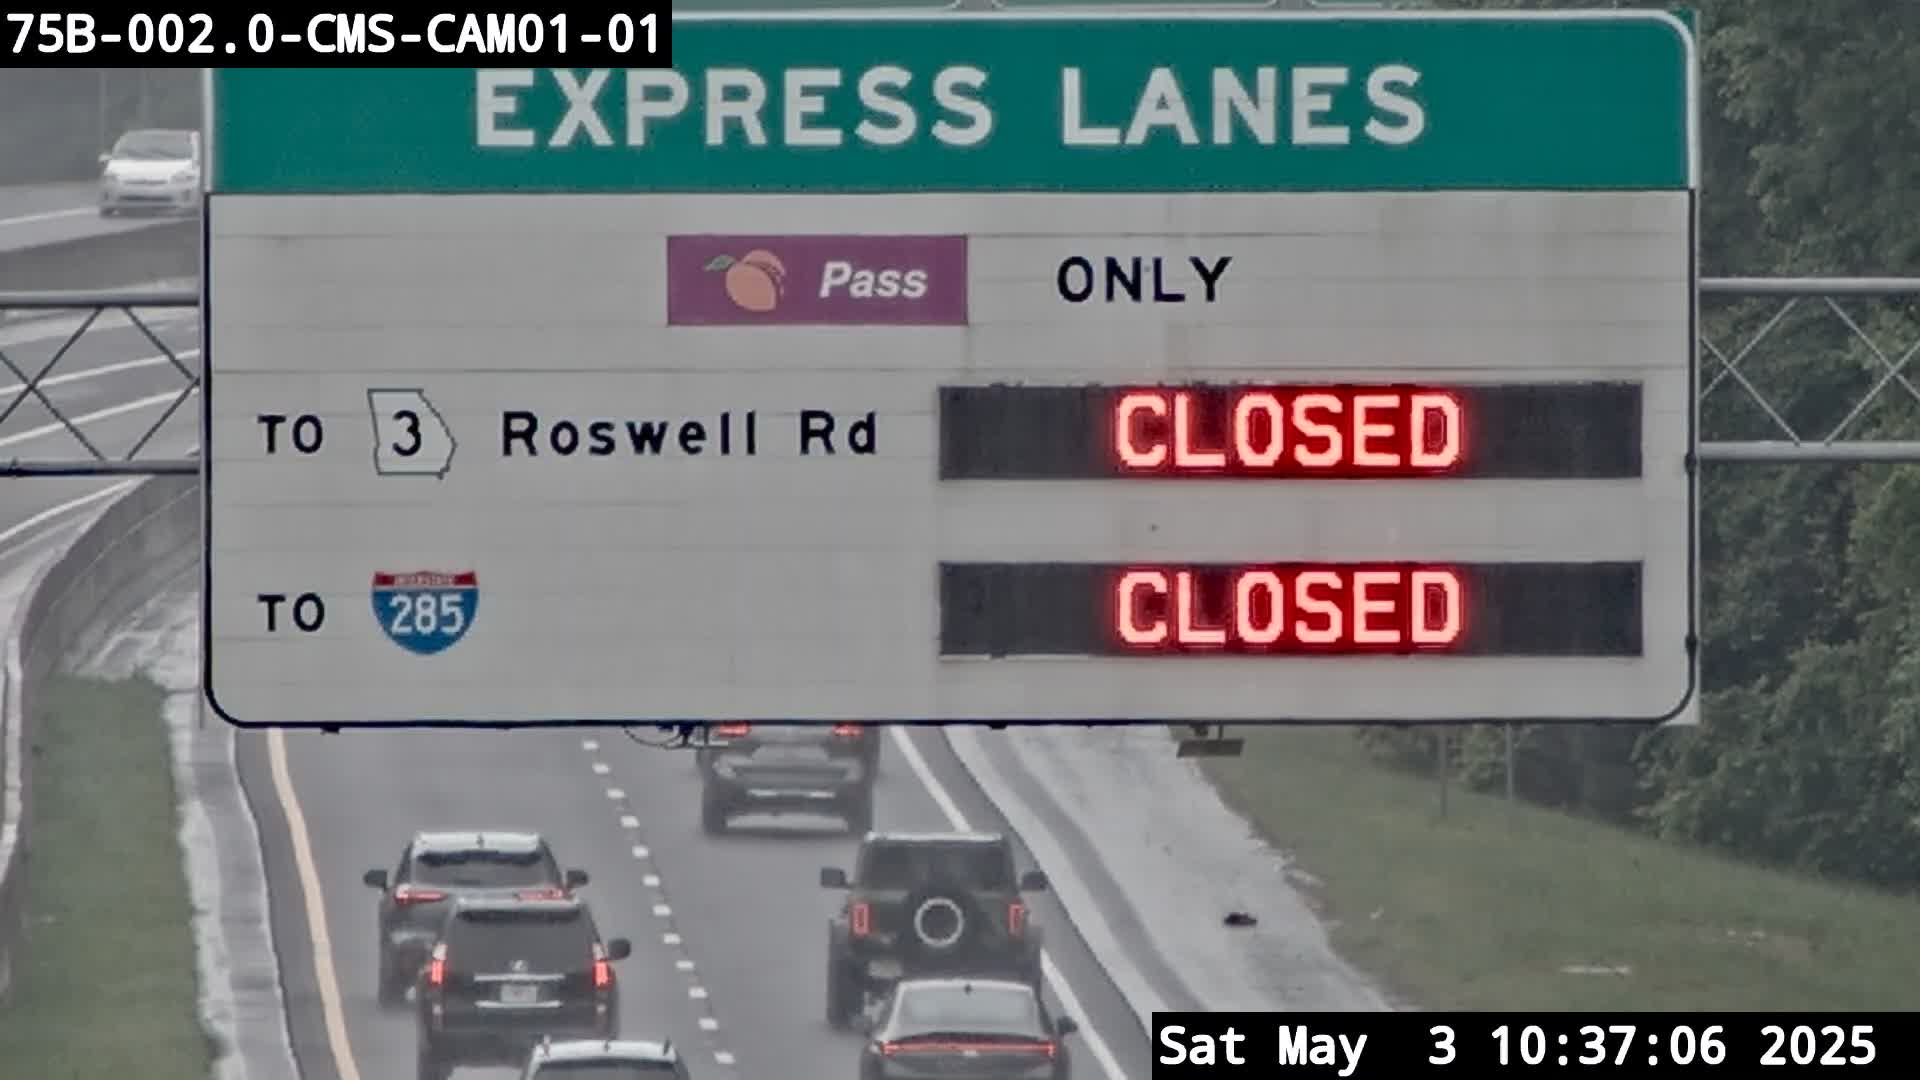 75B-002.0-CMS-CAM01-01
EXPRESS LANES
Pass ONLY
TO 3 Roswell Rd CLOSED
INTERSTATE
TO 285 CLOSED
Sat May 3 10:37:06 2025